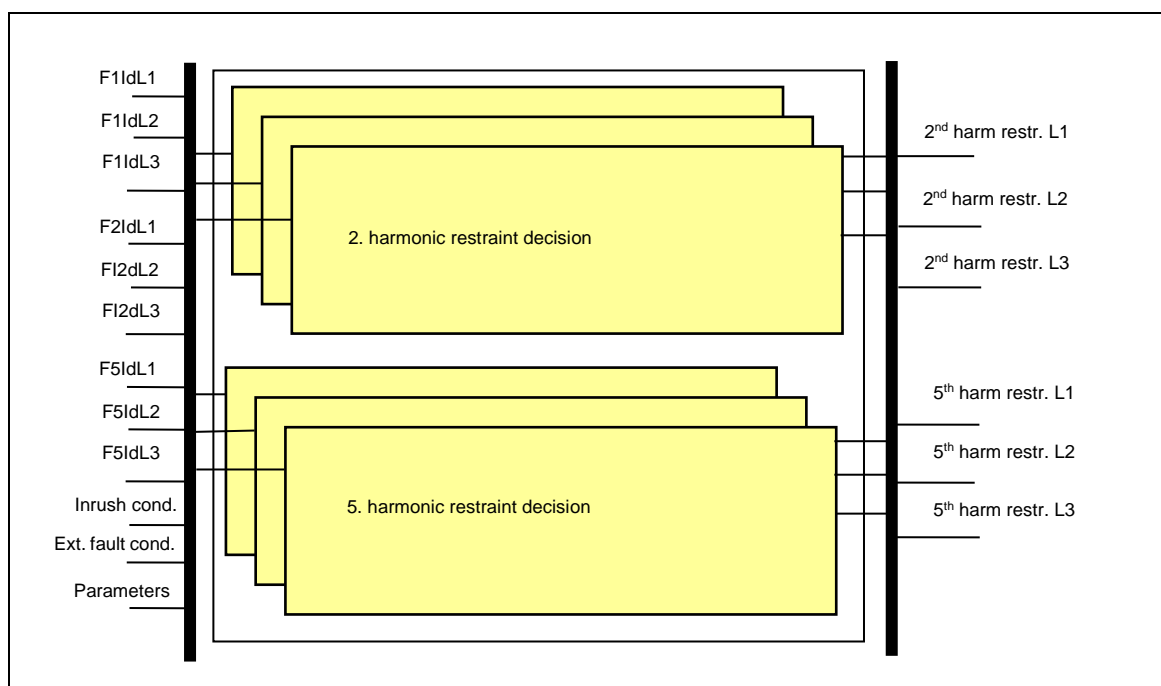 F1IdL1
F1IdL2
F1IdL3
F2IdL1
FI2dL2
FI2dL3
F5IdL1
F5IdL2
F5IdL3
Inrush cond.
Ext. fault cond.
Parameters
2. harmonic restraint decision
5. harmonic restraint decision
2nd harm restr. L1
2nd harm restr. L2
2nd harm restr. L3
5th harm restr. L1
5th harm restr. L2
5th harm restr. L3